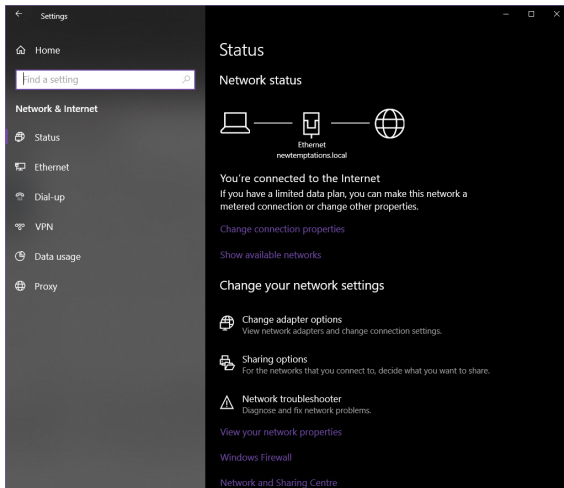 Settings
Home
Find a setting
Network & Internet
Status
Ethernet
Dial-up
VPN
Data usage
Proxy
Status
Network status
Ethernet
newtemptations.local
You're connected to the Internet
If you have a limited data plan, you can make this network a
metered connection or change other properties.
Change connection properties
Show available networks
Change your network settings
Change adapter options
View network adapters and change connection settings.
Sharing options
For the networks that you connect to, decide what you want to share.
Network troubleshooter
Diagnose and fix network problems.
View your network properties
Windows Firewall
Network and Sharing Centre